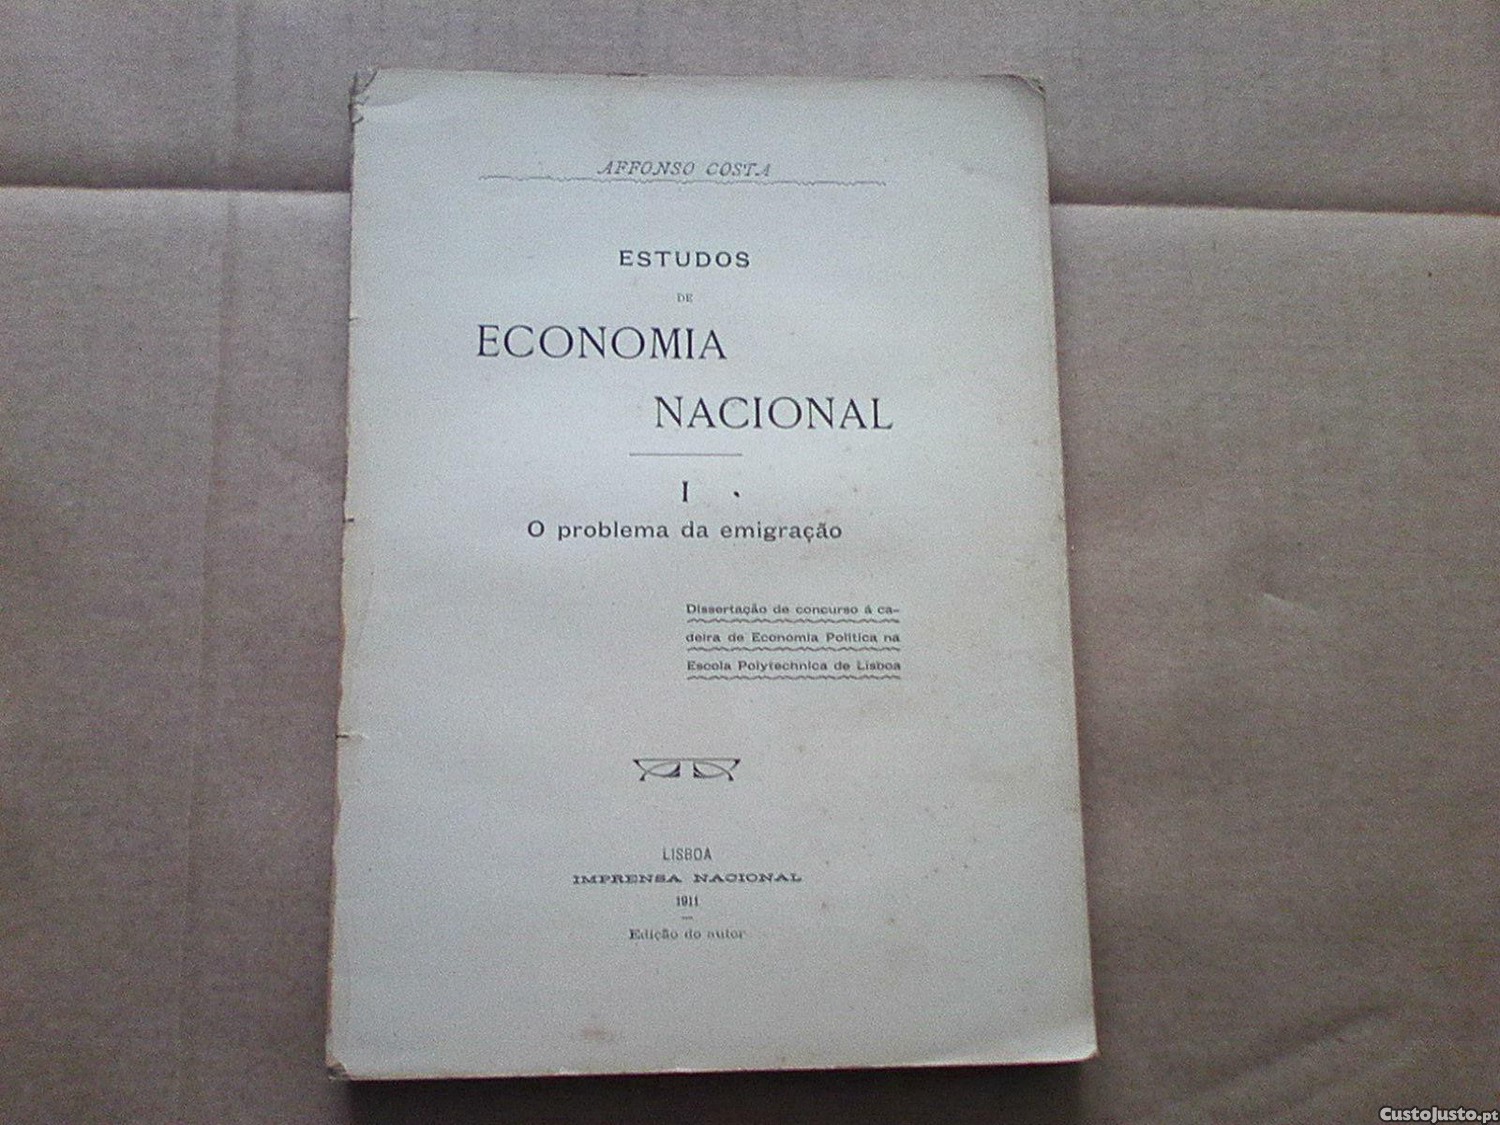 AFFONSO COSTA
ESTUDOS
DE
ECONOMIA
NACIONAL
I
O problema da emigração
Dissertação de concurso á ca-
deira de Economia Politica na
Escola Polytechnica de Lisboa
LISBOA
IMPRENSA NACIONAL
1911
Edição do autor
CustoJusto.pt